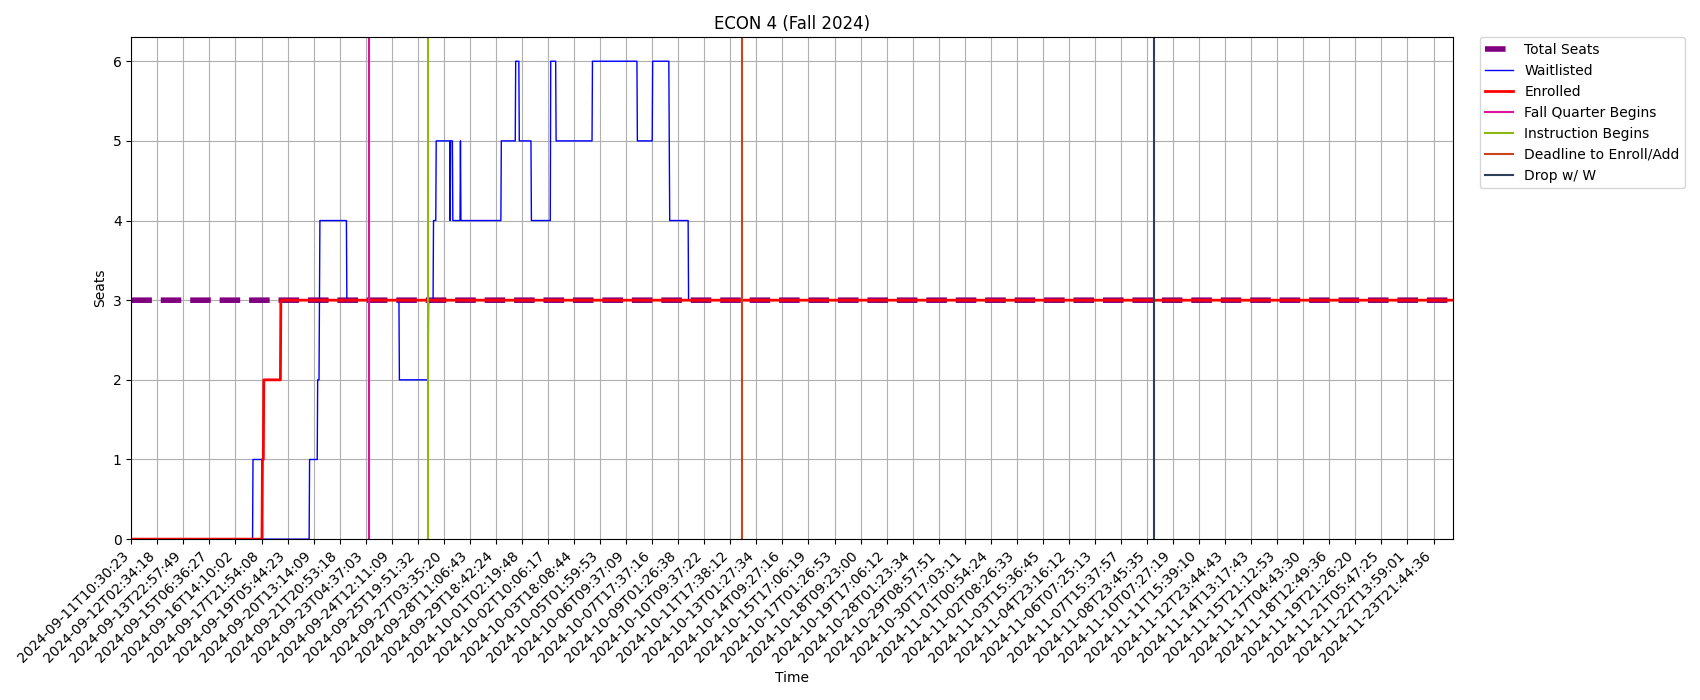 ECON 4 (Fall 2024)
Total Seats
Waitlisted
Enrolled
Fall Quarter Begins
Instruction Begins
Deadline to Enroll/Add
Drop w/ W
Seats
6
5
4
3
2
1
0
2024-09-11T10:30:23
2024-09-12T02:34:18
2024-09-13T22:57:49
2024-09-15T06:36:27
2024-09-16T14:10:02
2024-09-17T21:54:08
2024-09-19T05:44:23
2024-09-20T13:14:09
2024-09-21T20:53:18
2024-09-23T04:37:03
2024-09-24T12:11:09
2024-09-25T19:51:32
2024-09-27T03:35:20
2024-09-28T11:06:43
2024-09-29T18:42:24
2024-10-01T02:19:48
2024-10-02T10:06:17
2024-10-03T18:08:44
2024-10-05T01:59:53
2024-10-06T09:37:09
2024-10-07T17:37:16
2024-10-09T01:26:38
2024-10-10T09:37:22
2024-10-11T17:38:12
2024-10-13T01:27:34
2024-10-14T09:27:16
2024-10-15T17:06:19
2024-10-17T01:26:53
2024-10-18T09:23:00
2024-10-19T17:06:12
2024-10-28T01:23:34
2024-10-29T08:57:51
2024-10-30T17:03:11
2024-11-01T00:54:24
2024-11-02T08:26:33
2024-11-03T15:36:45
2024-11-04T23:16:12
2024-11-06T07:25:13
2024-11-07T15:37:57
2024-11-08T23:45:35
2024-11-10T07:27:19
2024-11-11T15:39:10
2024-11-12T23:44:43
2024-11-14T13:17:43
2024-11-15T21:12:53
2024-11-17T04:43:30
2024-11-18T12:49:36
2024-11-19T21:26:20
2024-11-21T05:47:25
2024-11-22T13:59:01
2024-11-23T21:44:36
Time